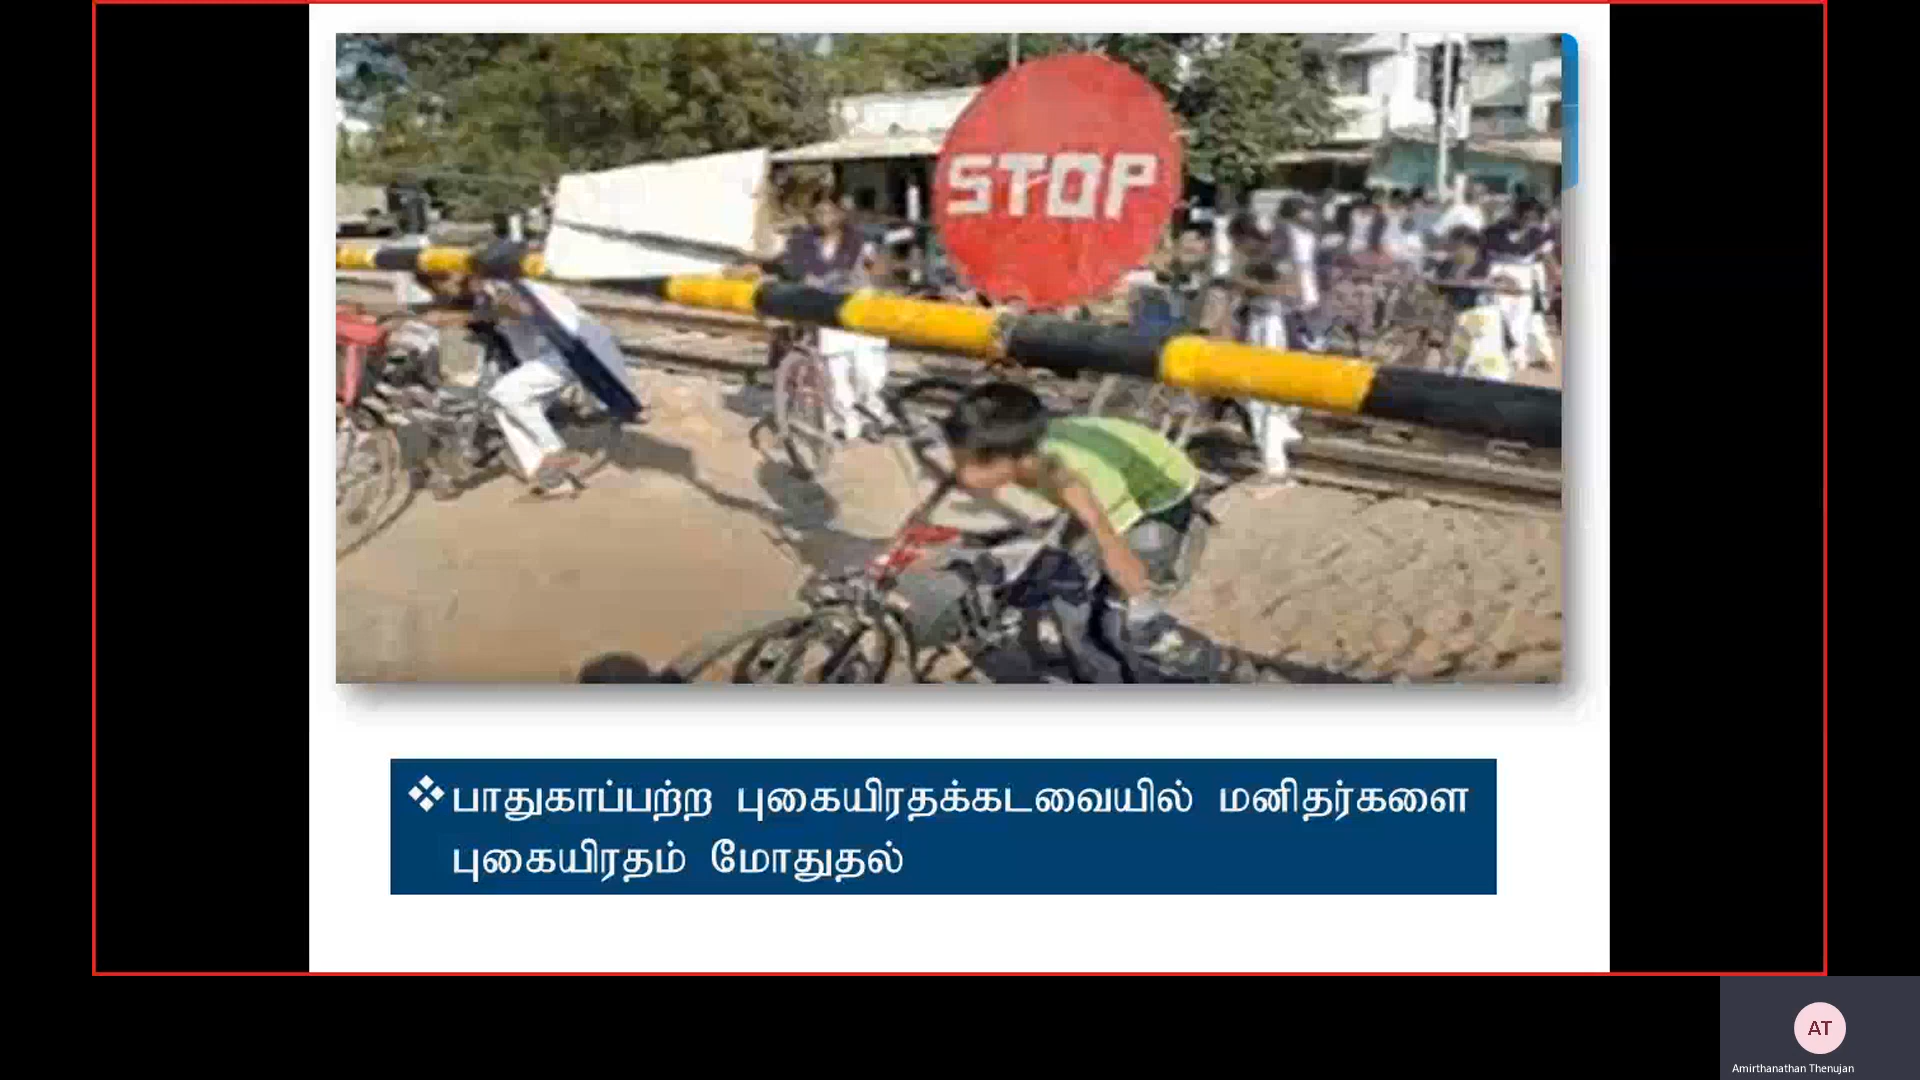 STOP
❖ பாதுகாப்பற்ற புகையிரதக்கடவையில் மனிதர்களை
புகையிரதம் மோதுதல்
AT
Amirthanathan Thenujan